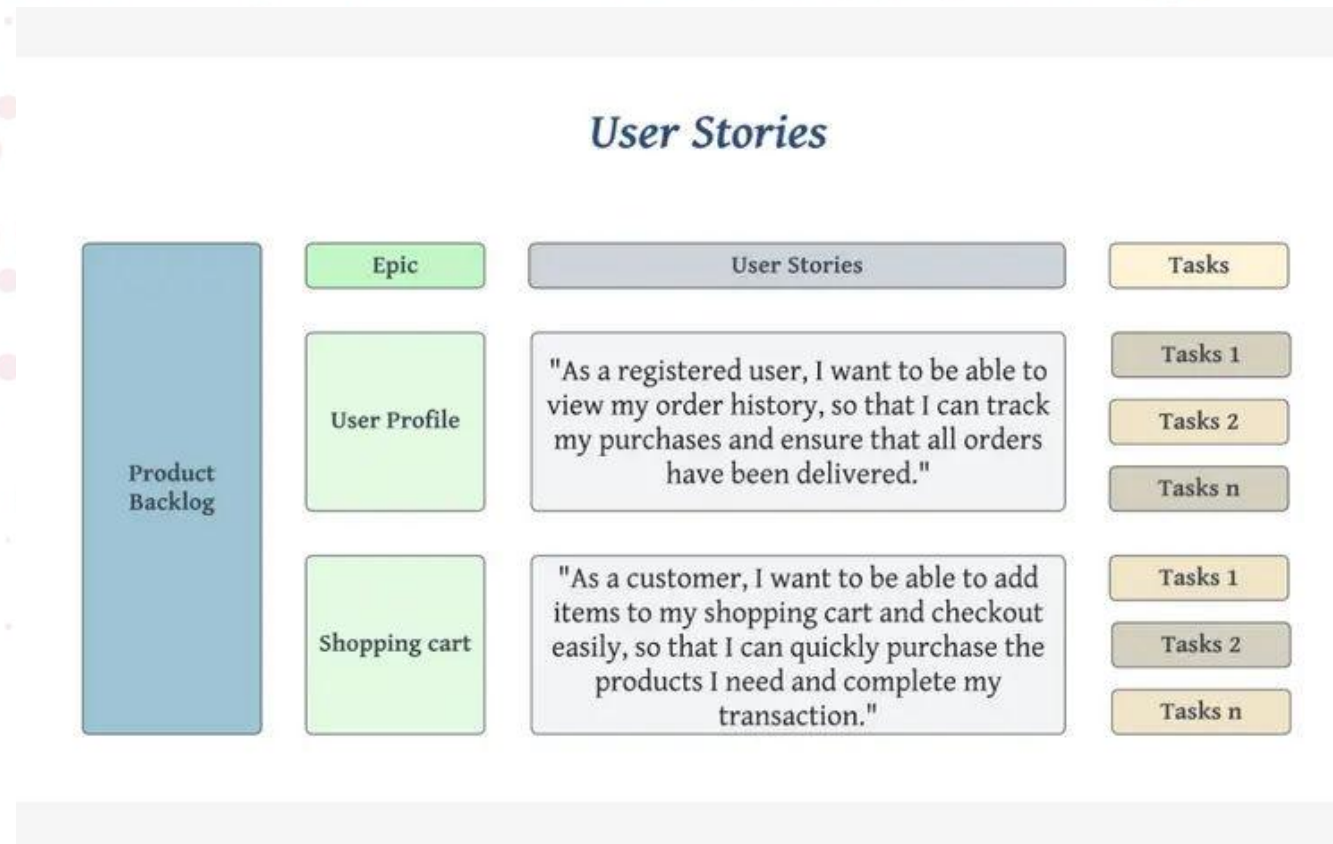 User Stories
Epic
User Stories
Tasks
Product
Backlog
User Profile
"As a registered user, I want to be able to
view my order history, so that I can track
my purchases and ensure that all orders
have been delivered."
Tasks 1
Tasks 2
Tasks n
Shopping cart
"As a customer, I want to be able to add
items to my shopping cart and checkout
easily, so that I can quickly purchase the
products I need and complete my
transaction."
Tasks 1
Tasks 2
Tasks n